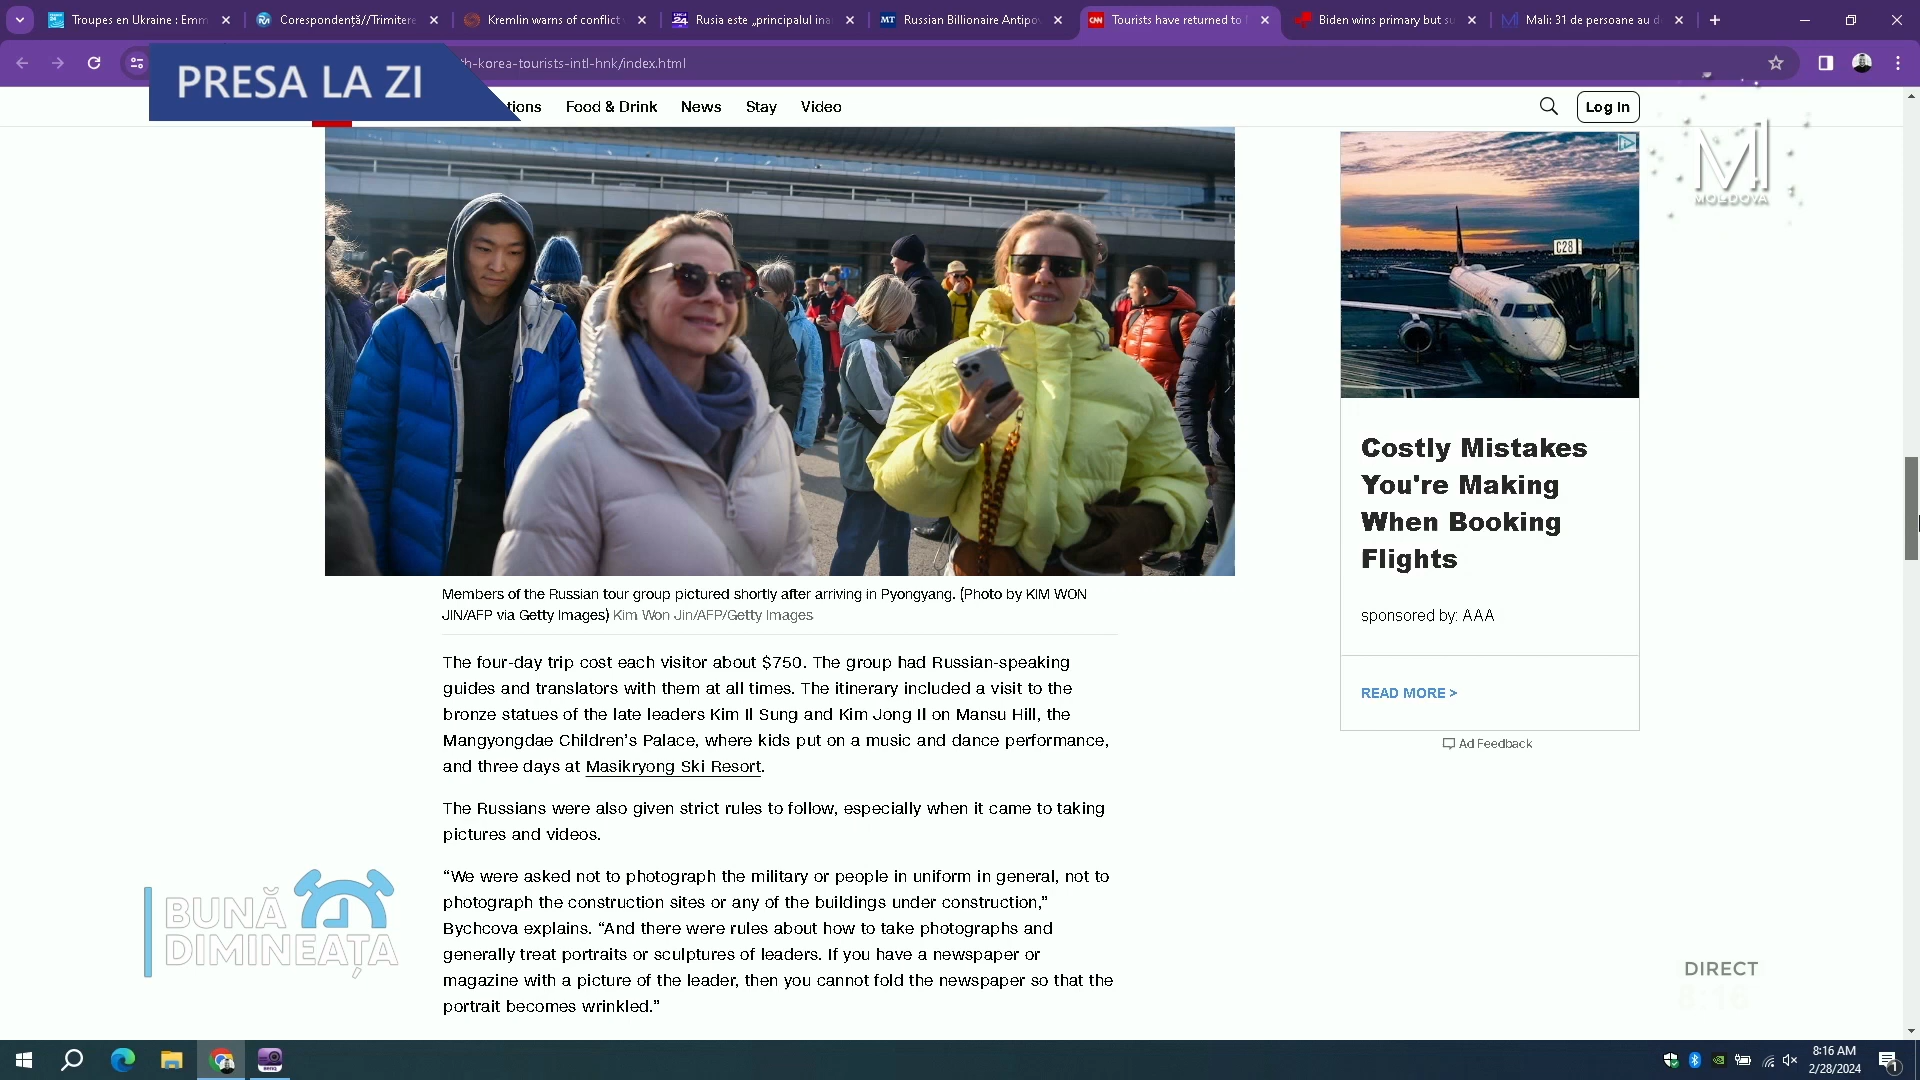 Troupes en Ukraine : Emm
Corespondență//Trimitere
Kremlin warns of conflict
Rusia este „principalul ina
Russian Billionaire Antipo
Tourists have returned to
Biden wins primary but su
Mali: 31 de persoane au d
PRESA LA ZI
h-korea-tourists-intl-hnk/index.html
tions
Food & Drink
News
Stay
Video
Log In
C28
MOLDOVA
Costly Mistakes
You're Making
When Booking
Flights
sponsored by: AAA
READ MORE >
Ad Feedback
Members of the Russian tour group pictured shortly after arriving in Pyongyang. (Photo by KIM WON
JIN/AFP via Getty Images) Kim Won Jin/AFP/Getty Images
The four-day trip cost each visitor about $750. The group had Russian-speaking
guides and translators with them at all times. The itinerary included a visit to the
bronze statues of the late leaders Kim Il Sung and Kim Jong Il on Mansu Hill, the
Mangyongdae Children’s Palace, where kids put on a music and dance performance,
and three days at Masikryong Ski Resort.
The Russians were also given strict rules to follow, especially when it came to taking
pictures and videos.
“We were asked not to photograph the military or people in uniform in general, not to
photograph the construction sites or any of the buildings under construction,”
Bychcova explains. “And there were rules about how to take photographs and
generally treat portraits or sculptures of leaders. If you have a newspaper or
magazine with a picture of the leader, then you cannot fold the newspaper so that the
portrait becomes wrinkled.”
BUNĂ
DIMINEAȚA
DIRECT
8:16 AM
2/28/2024